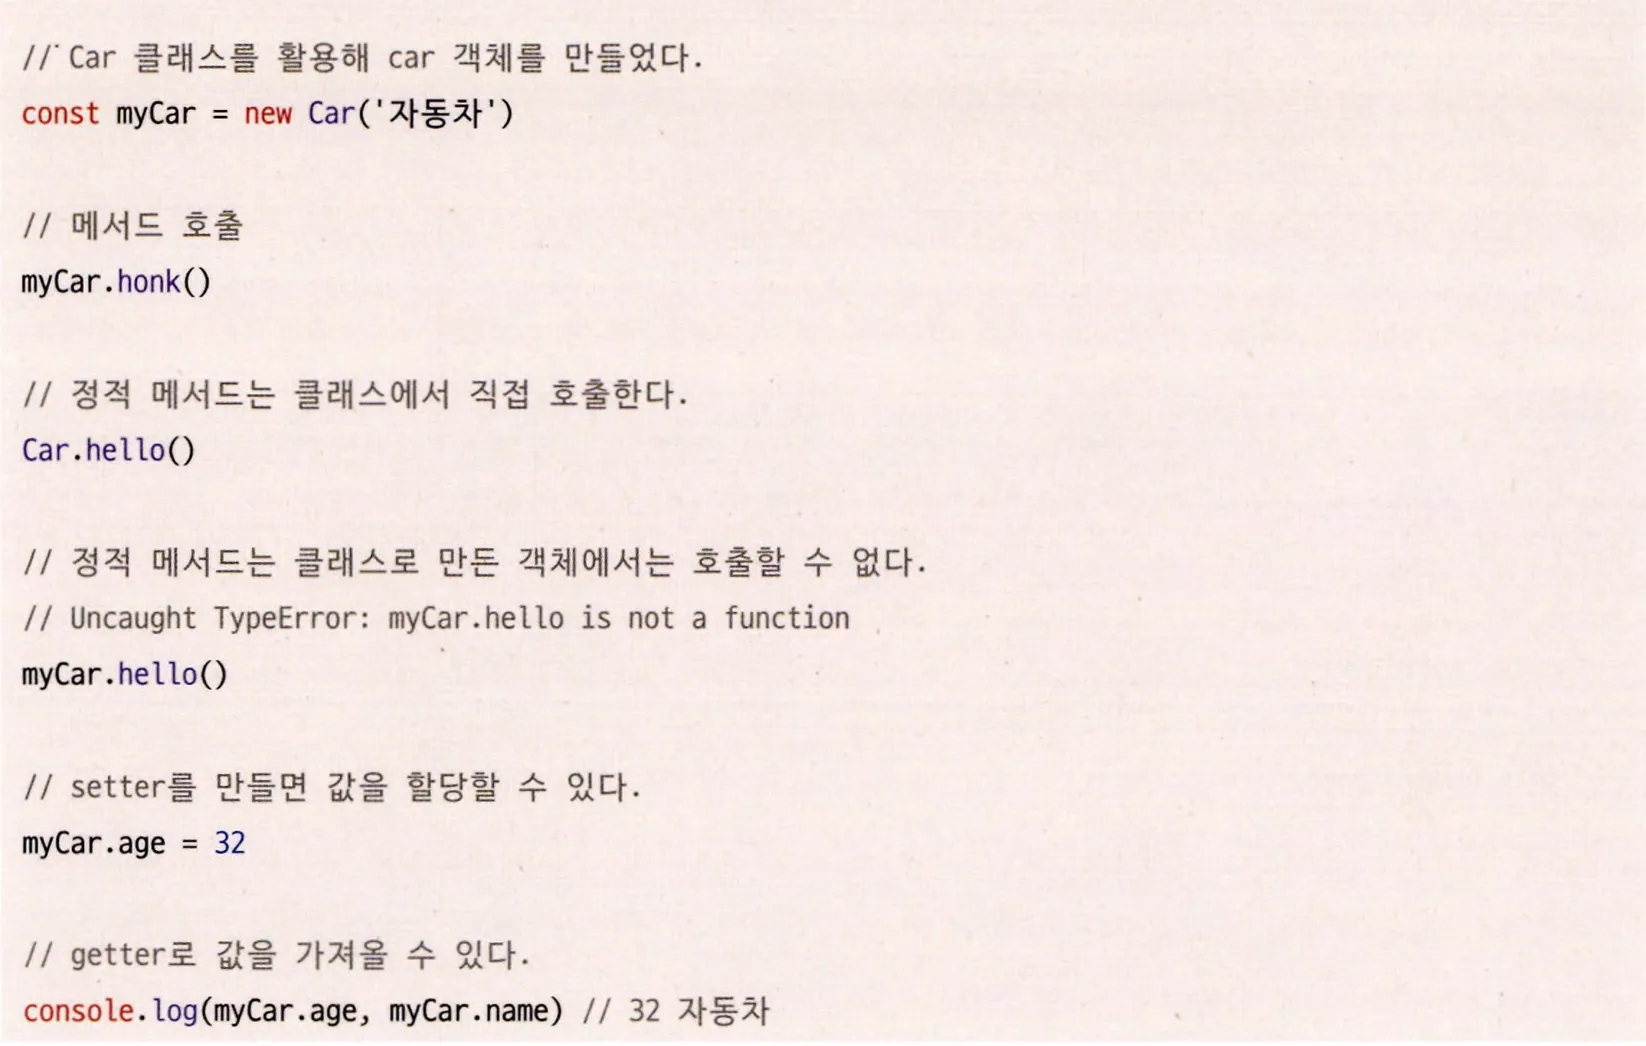 // Car 클래스를 활용해 car 객체를 만들었다.
const myCar = new Car('자동차')
// 메서드 호출
myCar.honk()
// 정적 메서드는 클래스에서 직접 호출한다.
Car.hello()
// 정적 메서드는 클래스로 만든 객체에서는 호출할 수 없다.
// Uncaught TypeError: myCar.hello is not a function
myCar.hello()
// setter를 만들면 값을 할당할 수 있다.
myCar.age = 32
// getter로 값을 가져올 수 있다.
console.log(myCar.age, myCar.name) // 32 자동차